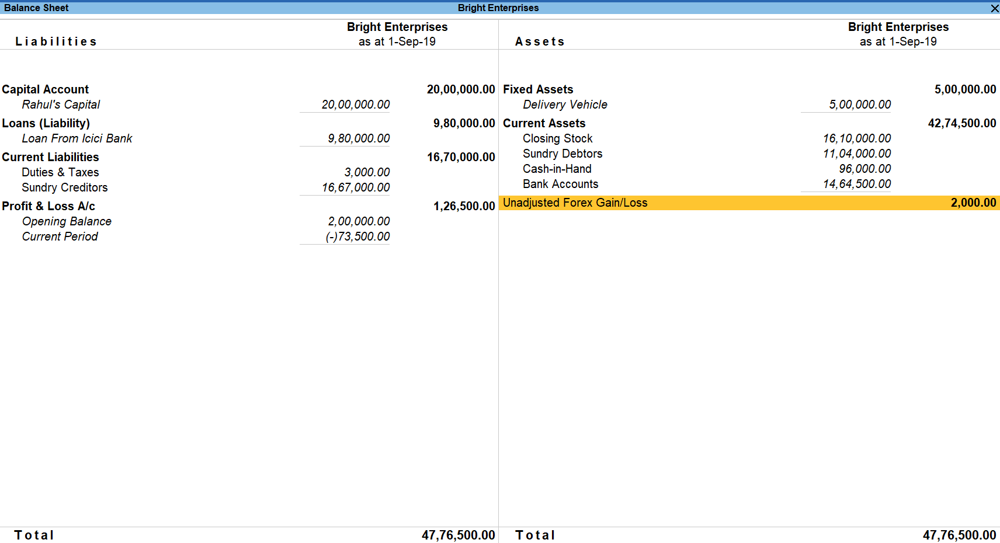 Balance Sheet Bright Enterprises X
Liabilities Bright Enterprises as at 1-Sep-19
Capital Account 20,00,000.00
Rahul's Capital 20,00,000.00
Loans (Liability) 9,80,000.00
Loan From Icici Bank 9,80,000.00
Current Liabilities 16,70,000.00
Duties & Taxes 3,000.00
Sundry Creditors 16,67,000.00
Profit & Loss A/c 1,26,500.00
Opening Balance 2,00,000.00
Current Period (-)73,500.00
Total 47,76,500.00
Assets Bright Enterprises as at 1-Sep-19
Fixed Assets 5,00,000.00
Delivery Vehicle 5,00,000.00
Current Assets 42,74,500.00
Closing Stock 16,10,000.00
Sundry Debtors 11,04,000.00
Cash-in-Hand 96,000.00
Bank Accounts 14,64,500.00
Unadjusted Forex Gain/Loss 2,000.00
Total 47,76,500.00